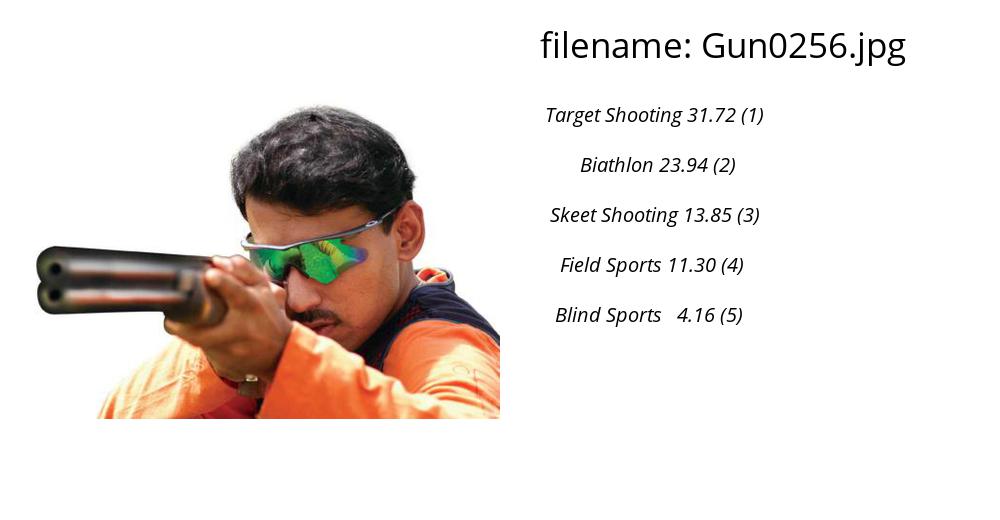 filename: Gun0256.jpg
Target Shooting 31.72 (1)
Biathlon 23.94 (2)
Skeet Shooting 13.85 (3)
Field Sports 11.30 (4)
Blind Sports 4.16 (5)